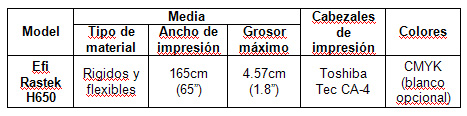 Model
Media
Cabezales de impresión
Colores
Tipo de material
Ancho de impresión
Grosor máximo
Efi Rastek H650
Rigidos y flexibles
165cm (65”)
4.57cm (1.8”)
Toshiba Tec CA-4
CMYK (blanco opcional)